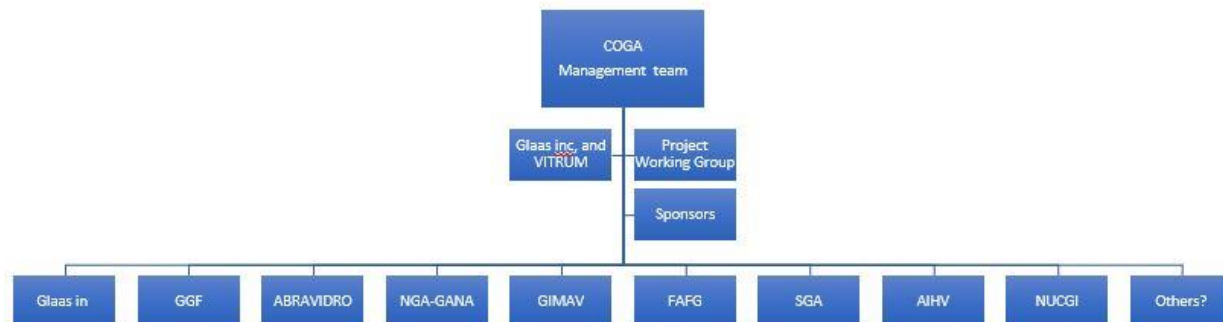 COGA
Management team
Glaas inc, and
VITRUM
Project
Working Group
Sponsors
Glaas in
GGF
ABRAVIDRO
NGA-GANA
GIMAV
FAFG
SGA
AIHV
NUCGI
Others?